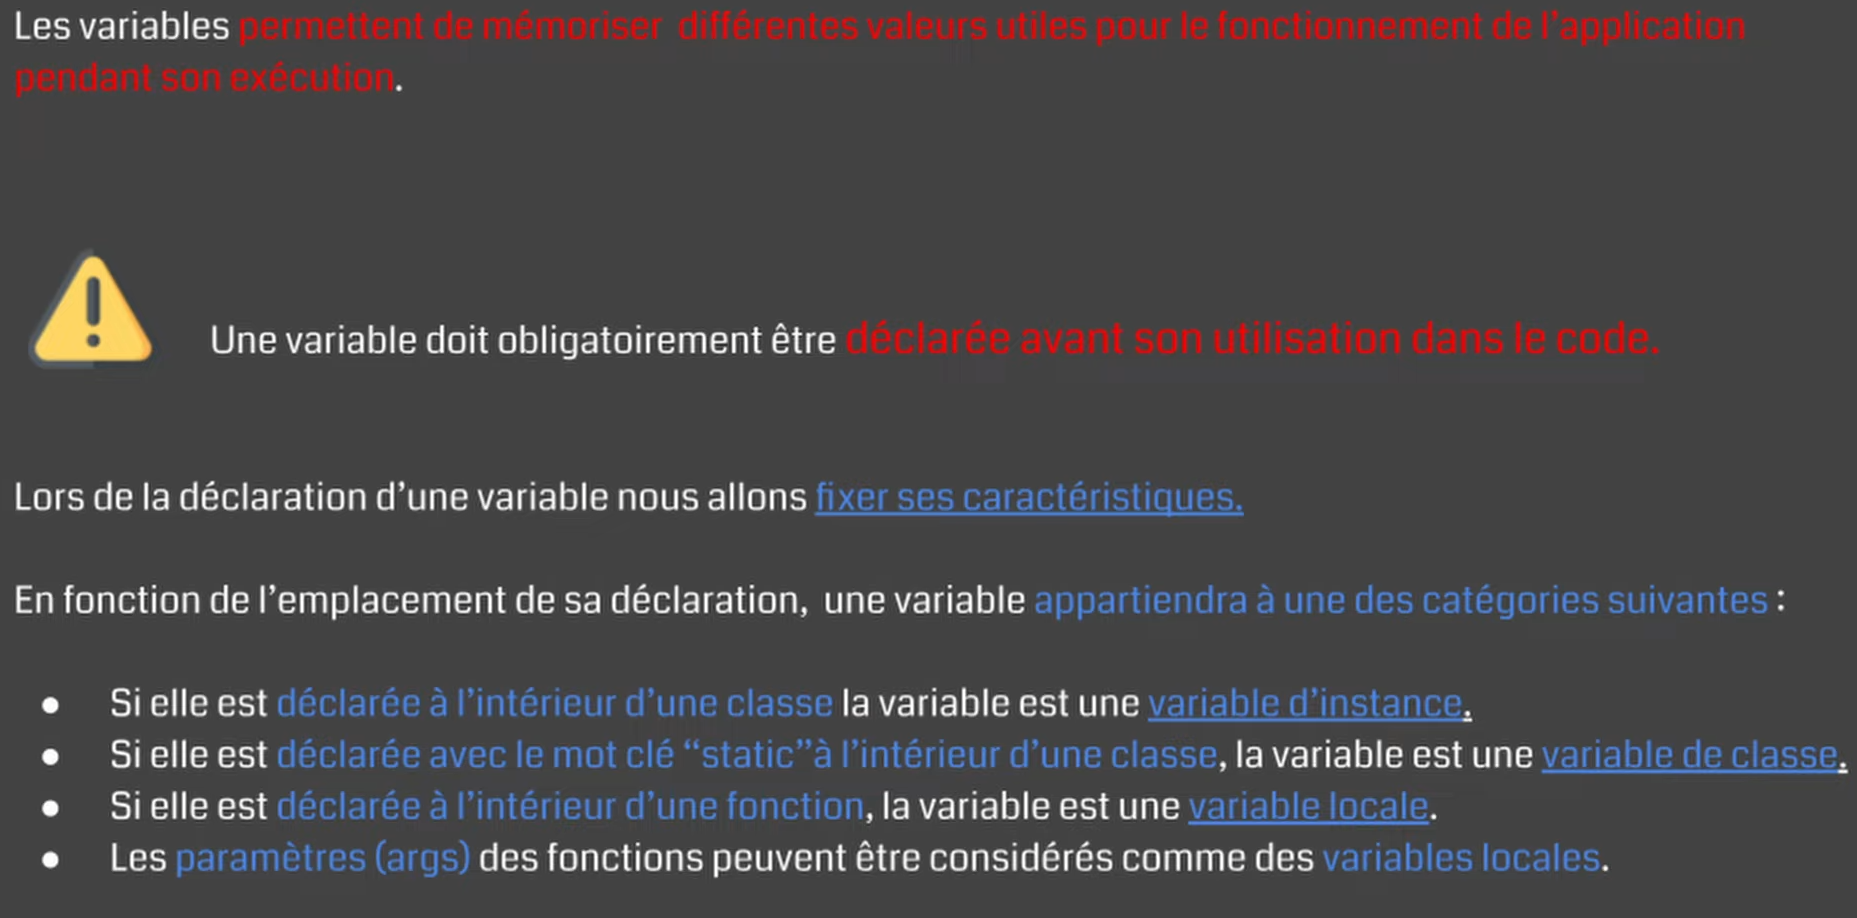 Les variables permettent de mémoriser différentes valeurs utiles pour le fonctionnement de l’application
pendant son exécution.
Une variable doit obligatoirement être déclarée avant son utilisation dans le code.
Lors de la déclaration d’une variable nous allons fixer ses caractéristiques.
En fonction de l’emplacement de sa déclaration, une variable appartiendra à une des catégories suivantes :
● Si elle est déclarée à l’intérieur d’une classe la variable est une variable d’instance.
● Si elle est déclarée avec le mot clé “static”à l’intérieur d’une classe, la variable est une variable de classe.
● Si elle est déclarée à l’intérieur d’une fonction, la variable est une variable locale.
● Les paramètres (args) des fonctions peuvent être considérés comme des variables locales.